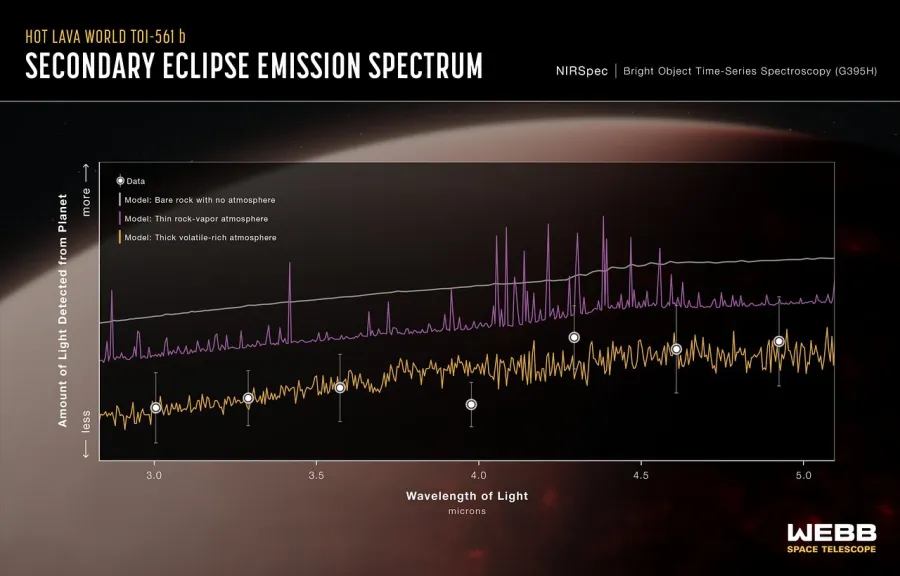 HOT LAVA WORLD TOI-561 b
SECONDARY ECLIPSE EMISSION SPECTRUM
NIRSpec | Bright Object Time-Series Spectroscopy (G395H)
Data
Model: Bare rock with no atmosphere
Model: Thin rock-vapor atmosphere
Model: Thick volatile-rich atmosphere
more
Amount of Light Detected from Planet
less
3.0 3.5 4.0 4.5 5.0
Wavelength of Light
microns
WEBB
SPACE TELESCOPE